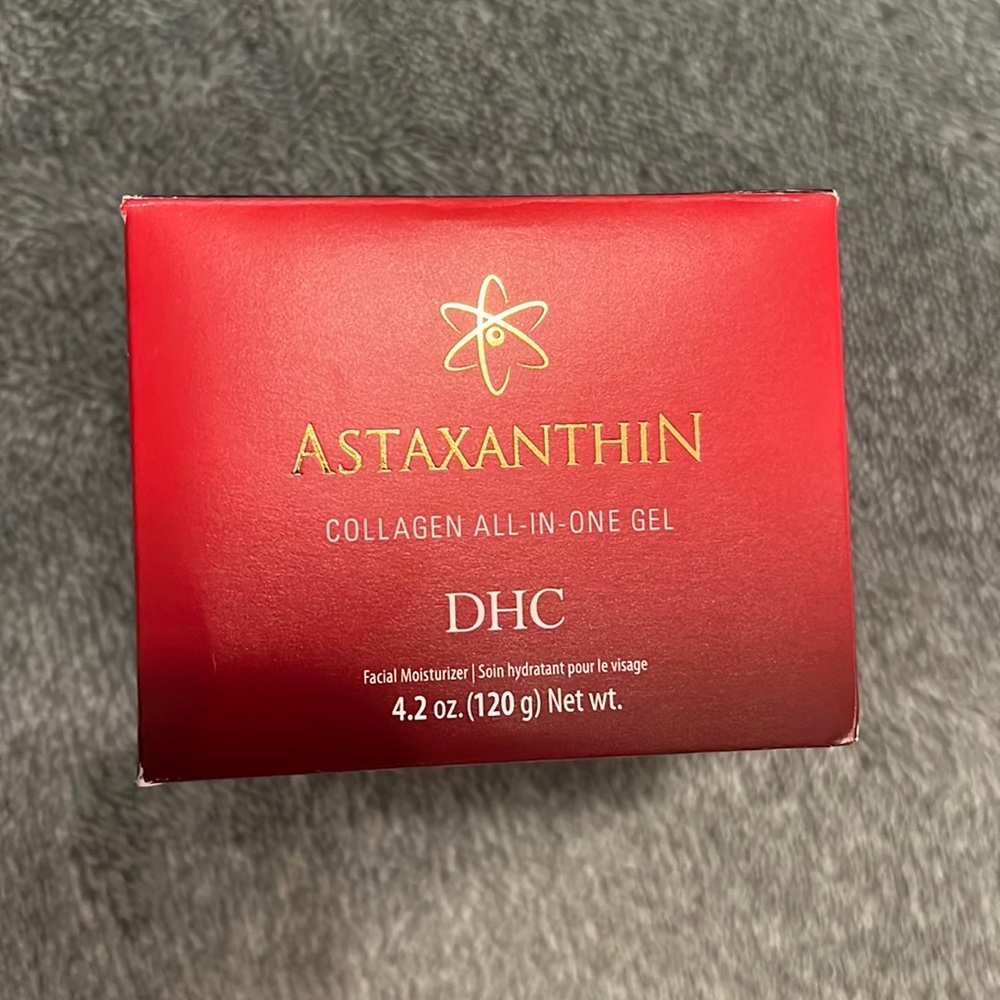 ASTAXANTHIN
COLLAGEN ALL-IN-ONE GEL
DHC
Facial Moisturizer | Soin hydratant pour le visage
4.2 oz. (120 g) Net wt.